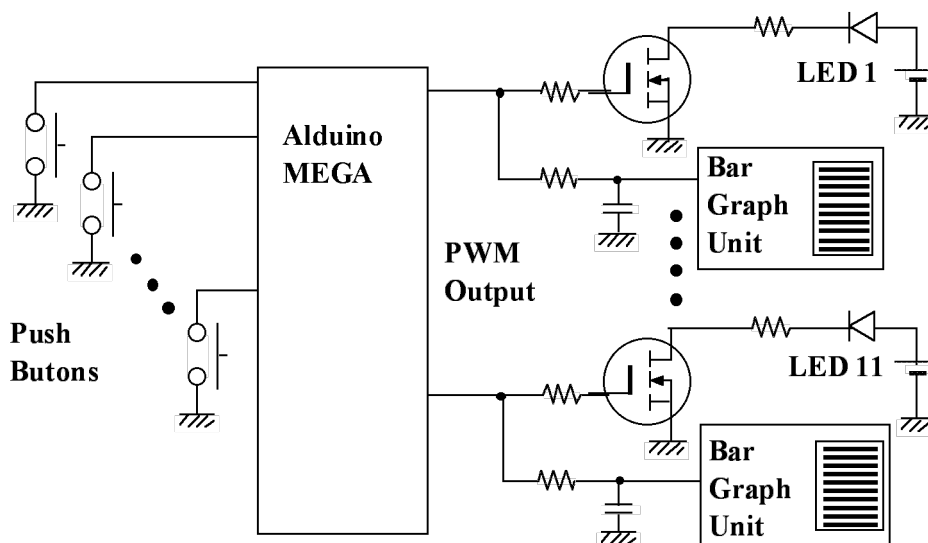 LED 1
Alduino
MEGA
Bar
Graph
Unit
PWM
Output
Push
Butons
LED 11
Bar
Graph
Unit